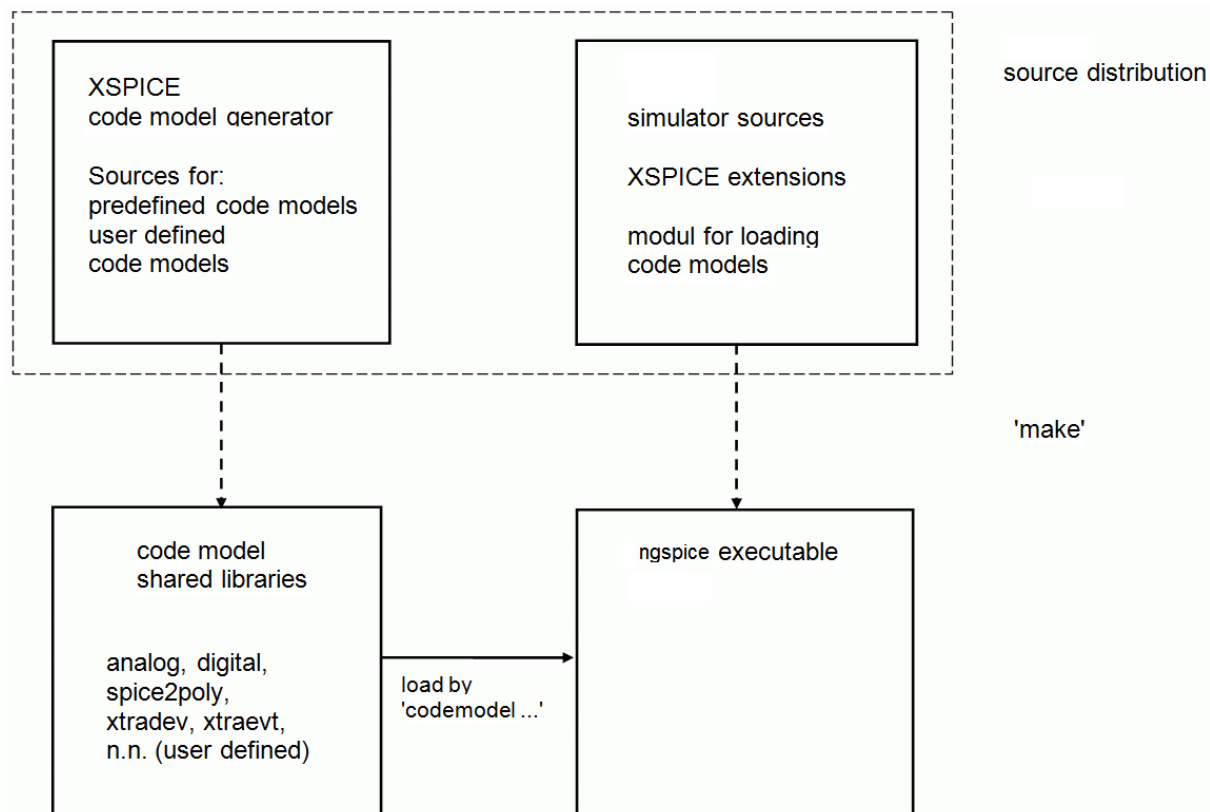 XSPICE
code model generator
Sources for:
predefined code models
user defined
code models
simulator sources
XSPICE extensions
modul for loading
code models
source distribution
'make'
code model
shared libraries
analog, digital,
spice2poly,
xtradev, xtraevt,
n.n. (user defined)
load by
'codemodel ...'
ngspice executable